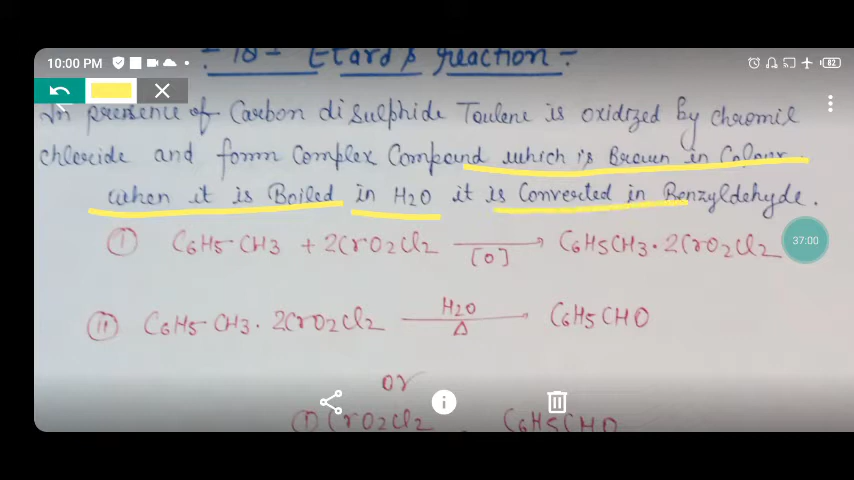 :- 18 - Etard's reaction -:
10:00 PM
82
In presence of Carbon disulphide Toulene is oxidized by chromil
chloride and form Complex Compound which is Brown in Colour.
when it is Boiled in H2O it is Converted in Benzyldehyde.
37:00
I C6H5-CH3 + 2CrO2Cl2 → C6H5CH3·2CrO2Cl2
[O]
H2O
II C6H5-CH3·2CrO2Cl2 → C6H5CHO
Δ
or
I CrO2Cl2 C6H5CHO